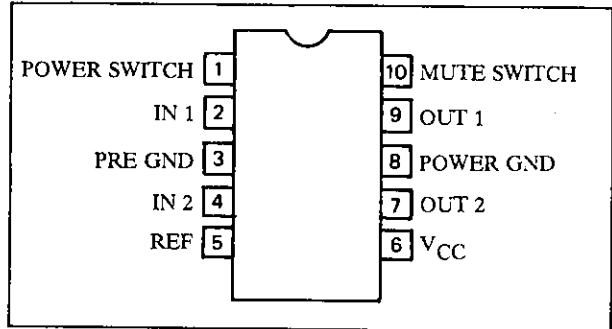 POWER SWITCH 1
10 MUTE SWITCH
IN 1 2
9 OUT 1
PRE GND 3
8 POWER GND
IN 2 4
7 OUT 2
REF 5
6 VCC